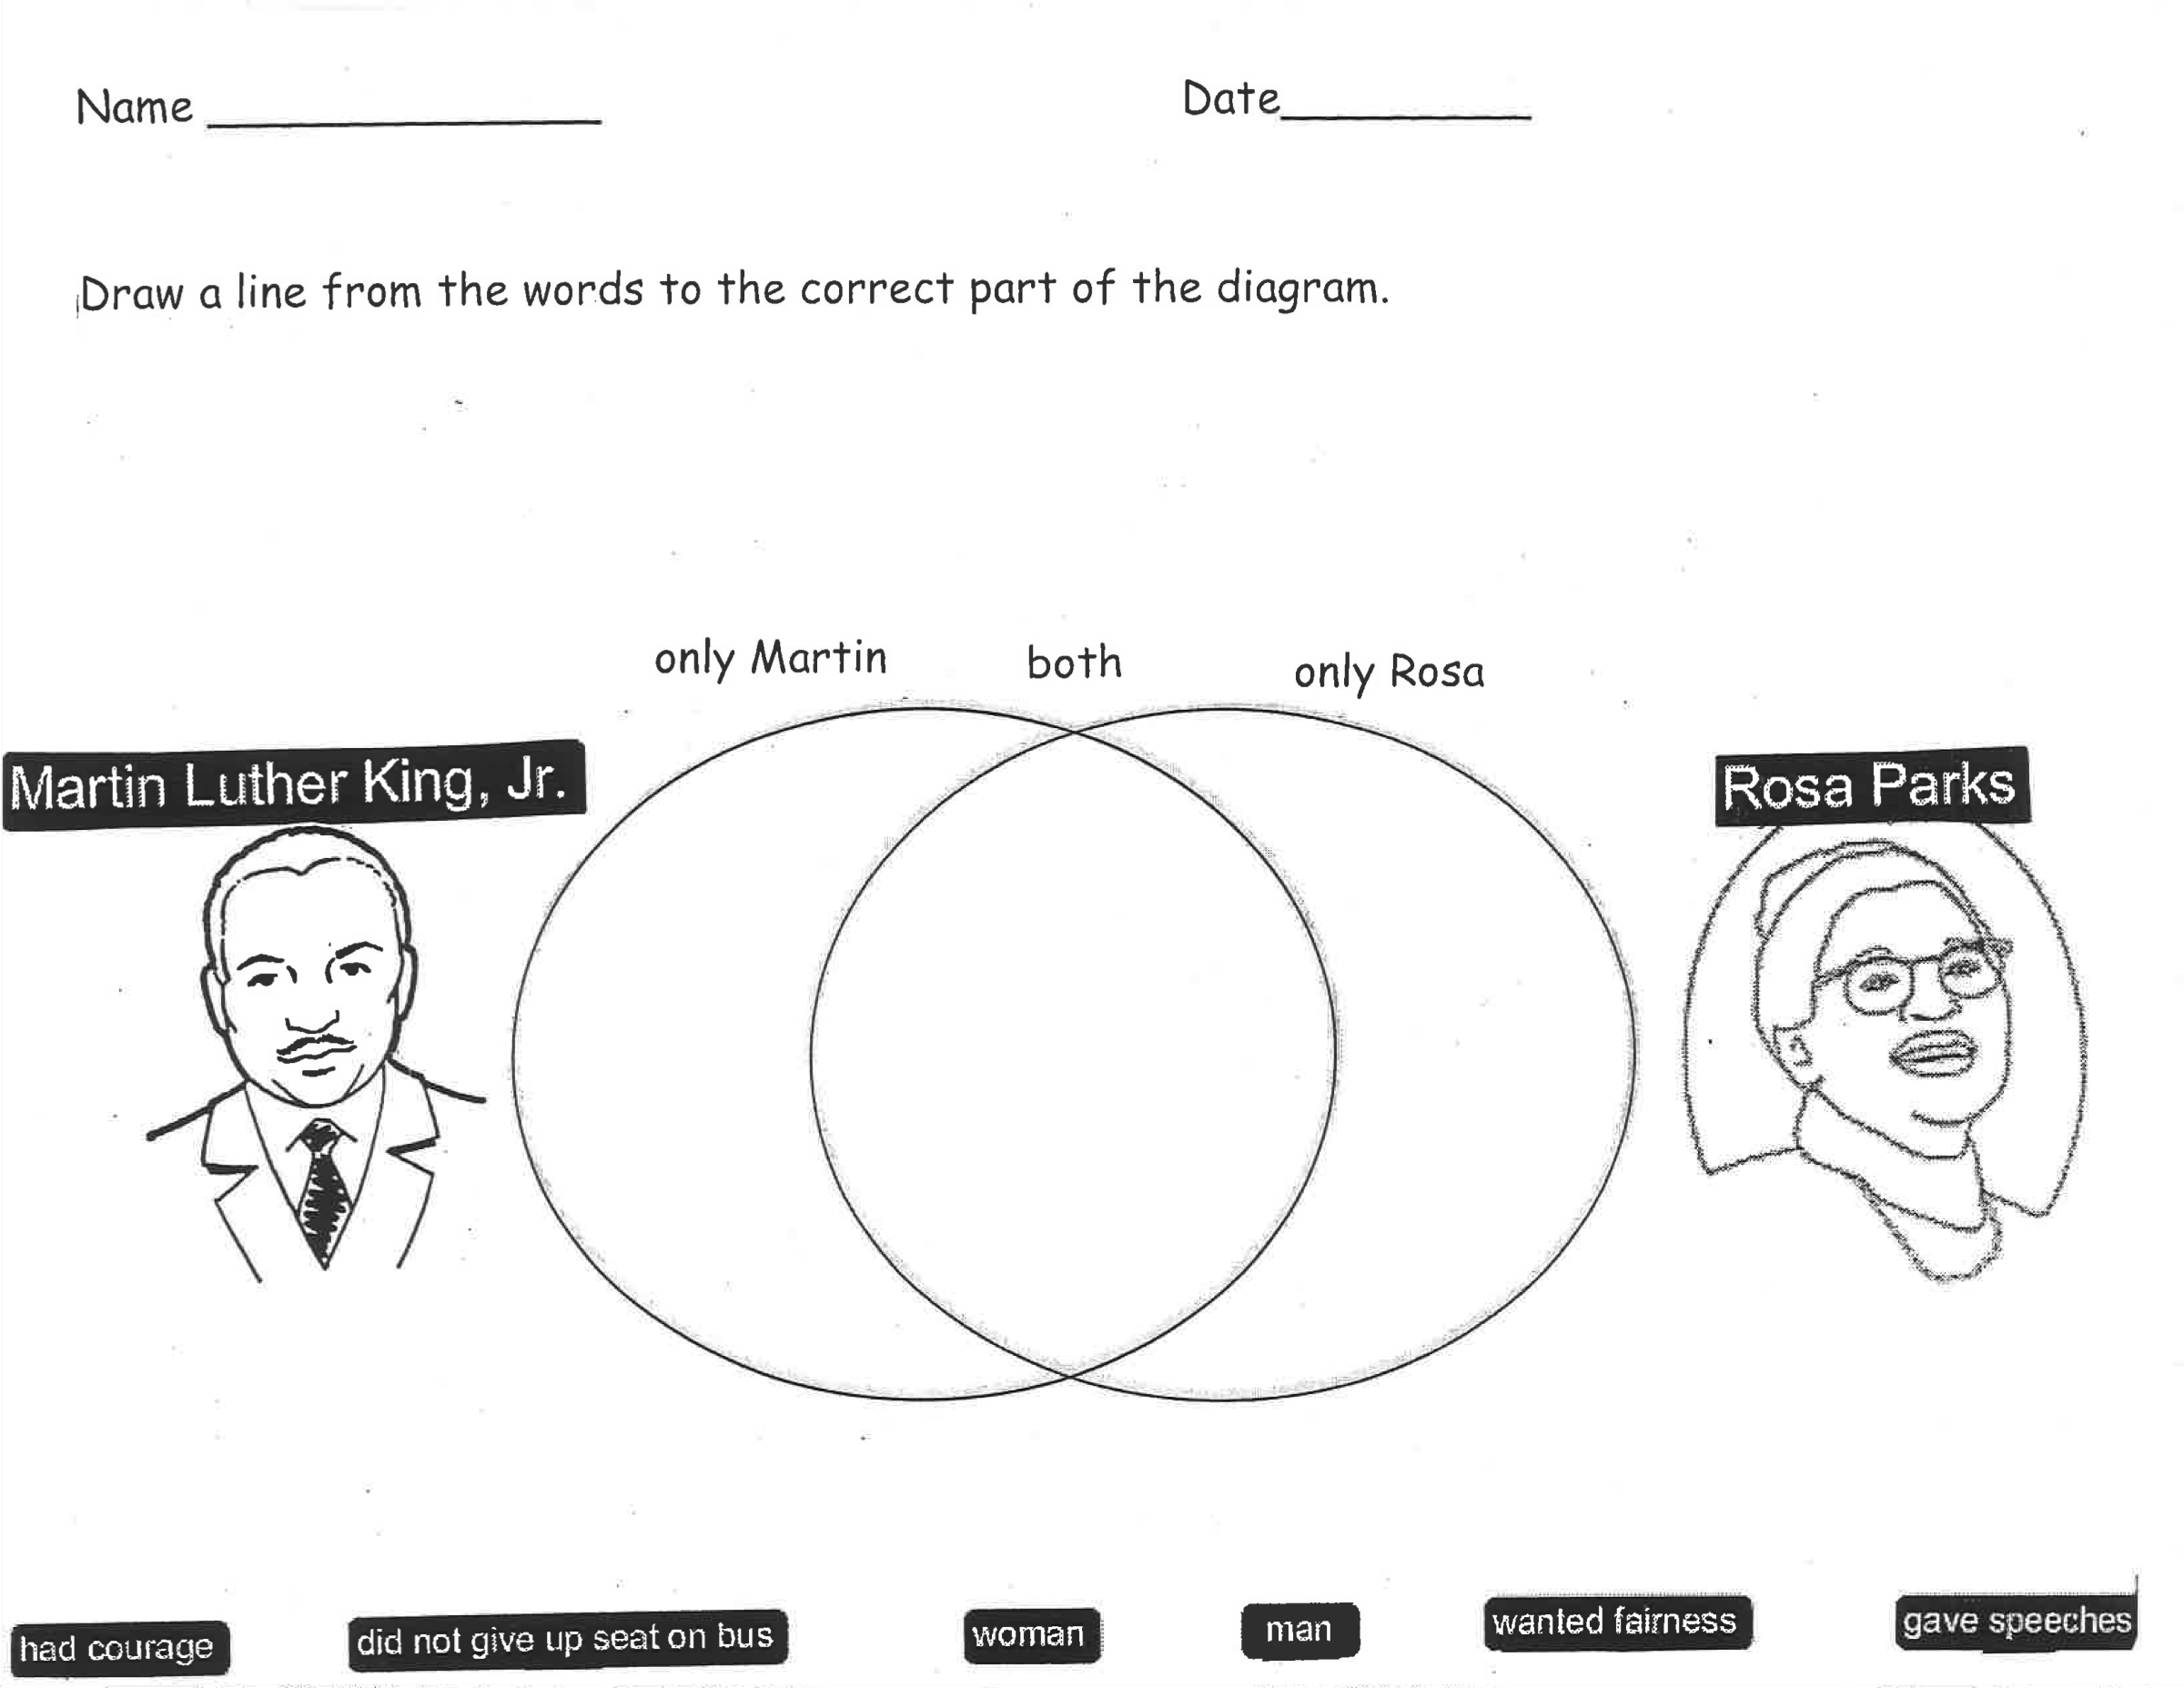 Name ________________ Date__________
Draw a line from the words to the correct part of the diagram.
only Martin both only Rosa
Martin Luther King, Jr.
Rosa Parks
had courage did not give up seat on bus woman man wanted fairness gave speeches